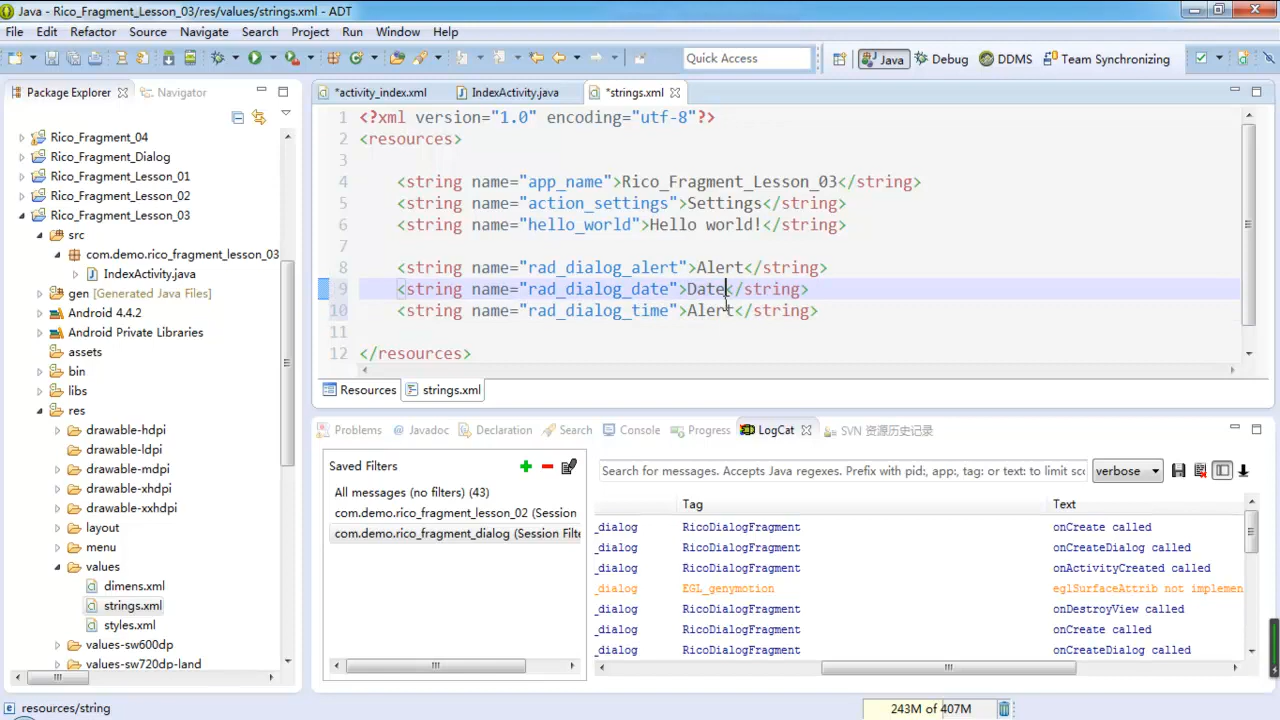 Java - Rico_Fragment_Lesson_03/res/values/strings.xml - ADT
File Edit Refactor Source Navigate Search Project Run Window Help
Quick Access
Java Debug DDMS Team Synchronizing
Package Explorer Navigator
*activity_index.xml IndexActivity.java *strings.xml
Rico_Fragment_04
Rico_Fragment_Dialog
Rico_Fragment_Lesson_01
Rico_Fragment_Lesson_02
Rico_Fragment_Lesson_03
src
com.demo.rico_fragment_lesson_03
IndexActivity.java
gen [Generated Java Files]
Android 4.4.2
Android Private Libraries
assets
bin
libs
res
drawable-hdpi
drawable-ldpi
drawable-mdpi
drawable-xhdpi
drawable-xxhdpi
layout
menu
values
dimens.xml
strings.xml
styles.xml
values-sw600dp
values-sw720dp-land
1 <?xml version="1.0" encoding="utf-8"?>
2 <resources>
3
4 <string name="app_name">Rico_Fragment_Lesson_03</string>
5 <string name="action_settings">Settings</string>
6 <string name="hello_world">Hello world!</string>
7
8 <string name="rad_dialog_alert">Alert</string>
9 <string name="rad_dialog_date">Date</string>
10 <string name="rad_dialog_time">Alert</string>
11
12 </resources>
Resources strings.xml
Problems Javadoc Declaration Search Console Progress LogCat SVN 资源历史记录
Saved Filters
All messages (no filters) (43)
com.demo.rico_fragment_lesson_02 (Session
com.demo.rico_fragment_dialog (Session Filte
Search for messages. Accepts Java regexes. Prefix with pid:, app:, tag: or text: to limit sco
verbose
Tag Text
_dialog RicoDialogFragment onCreate called
_dialog RicoDialogFragment onCreateDialog called
_dialog RicoDialogFragment onActivityCreated called
_dialog EGL_genymotion eglSurfaceAttrib not implemen
_dialog RicoDialogFragment onDestroyView called
_dialog RicoDialogFragment onCreate called
_dialog RicoDialogFragment onCreateDialog called
resources/string
243M of 407M